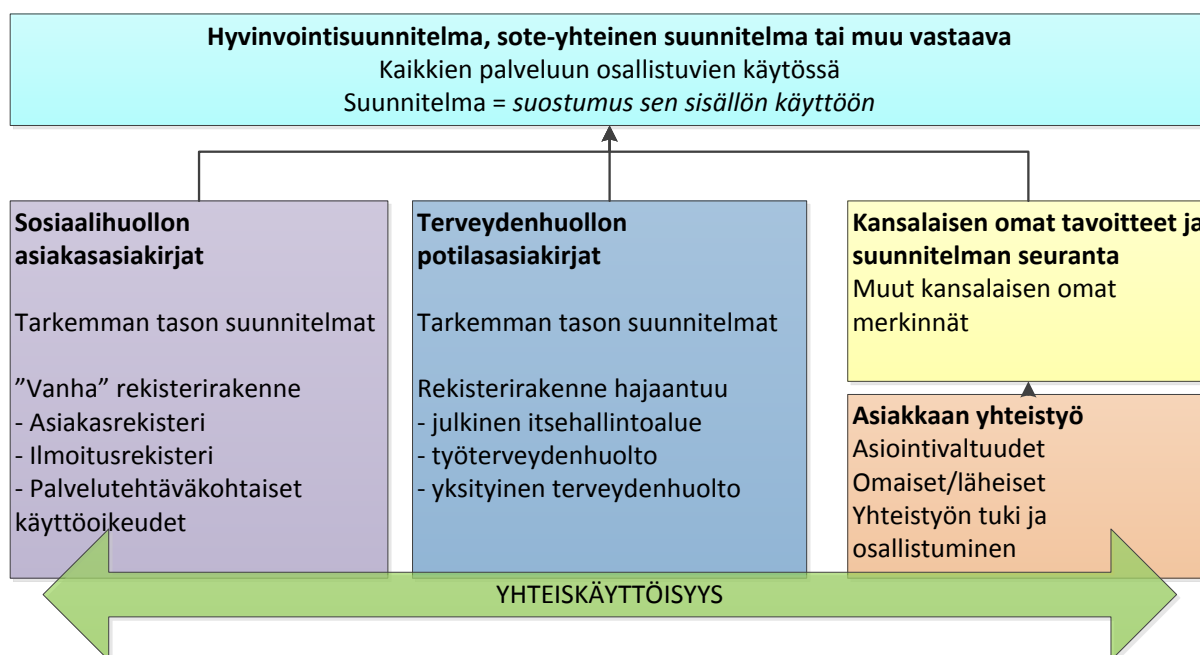 Hyvinvointisuunnitelma, sote-yhteinen suunnitelma tai muu vastaava
Kaikkien palveluun osallistuvien käytössä
Suunnitelma = suostumus sen sisällön käyttöön
Sosiaalihuollon
asiakasasiakirjat
Tarkemman tason suunnitelmat
”Vanha” rekisterirakenne
- Asiakasrekisteri
- Ilmoitusrekisteri
- Palvelutehtäväkohtaiset
käyttöoikeudet
Terveydenhuollon
potilasasiakirjat
Tarkemman tason suunnitelmat
Rekisterirakenne hajaantuu
- julkinen itsehallintoalue
- työterveydenhuolto
- yksityinen terveydenhuolto
Kansalaisen omat tavoitteet ja
suunnitelman seuranta
Muut kansalaisen omat
merkinnät
Asiakkaan yhteistyö
Asiointivaltuudet
Omaiset/läheiset
Yhteistyön tuki ja
osallistuminen
YHTEISKÄYTTÖISYYS